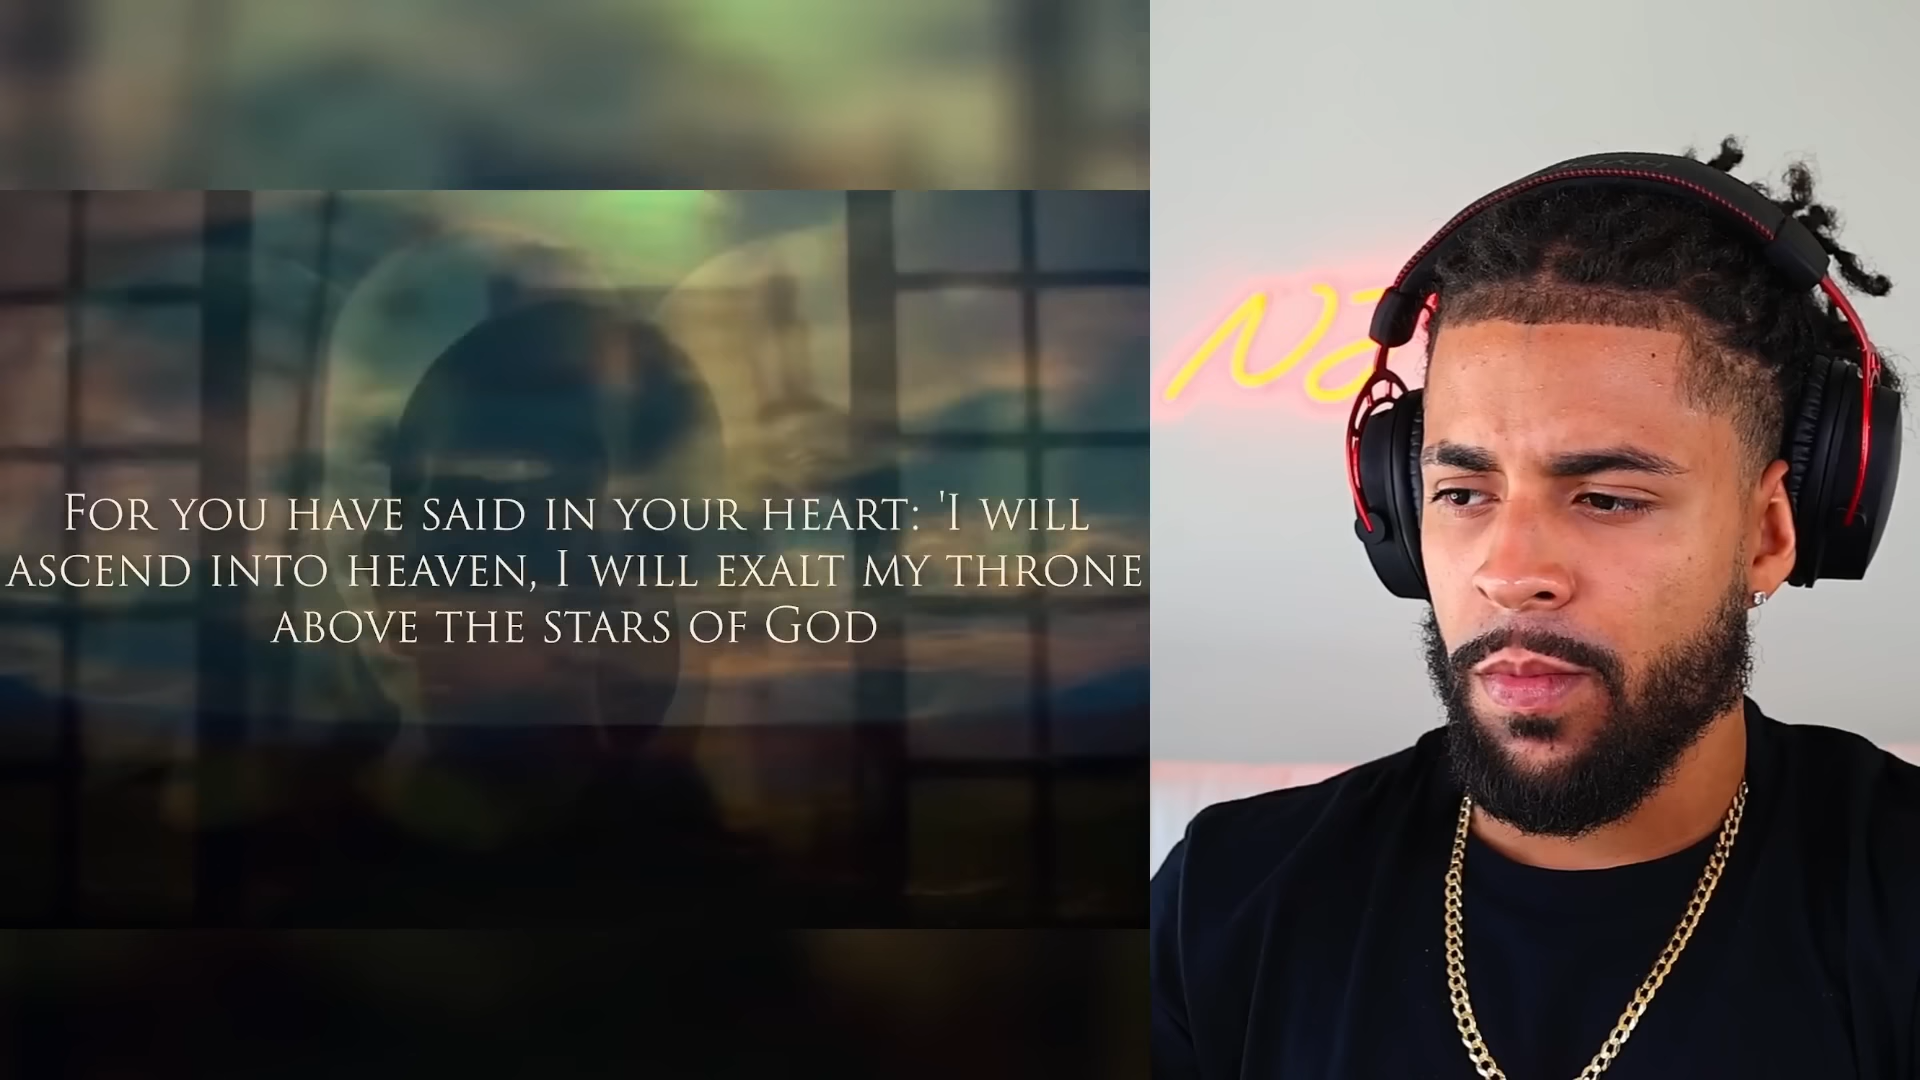 For you have said in your heart: 'I will
ascend into heaven, I will exalt my throne
above the stars of God